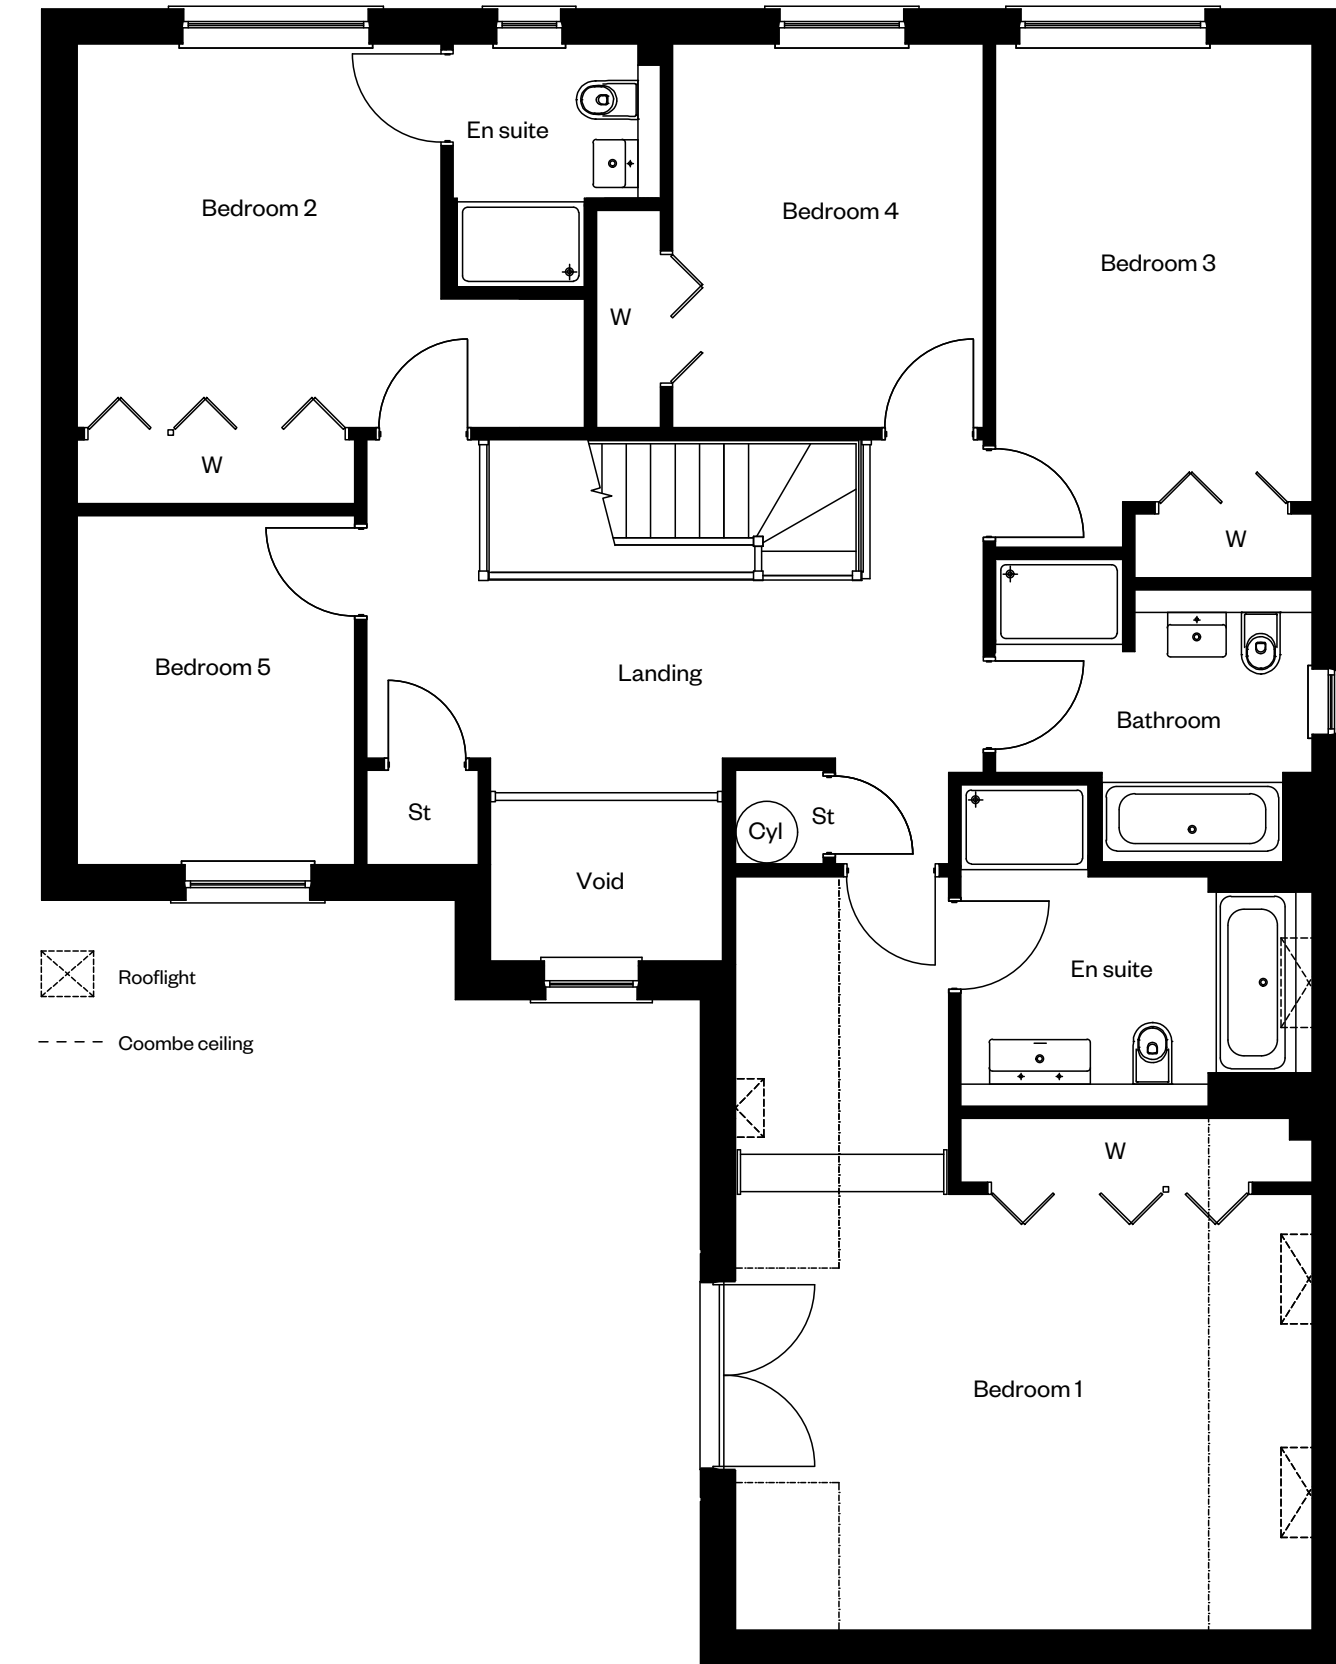 En suite
Bedroom 2
Bedroom 4
Bedroom 3
W
W
W
Bedroom 5
Landing
Bathroom
St
Cyl
St
Void
En suite
Rooflight
Coombe ceiling
W
Bedroom 1